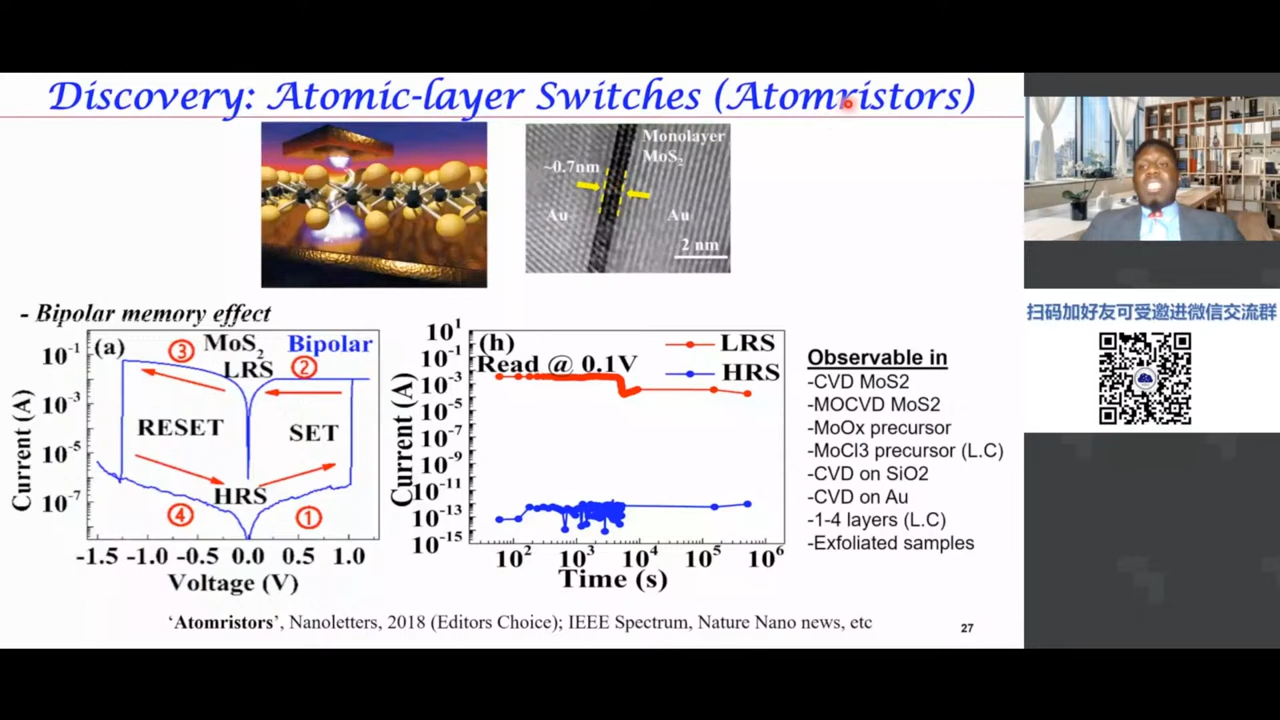 Discovery: Atomic-layer Switches (Atomristors)
Monolayer
MoS2
~0.7nm
Au
Au
2 nm
- Bipolar memory effect
(a)
③
MoS2
Bipolar
LRS
②
RESET
SET
HRS
④
①
10-1
10-3
10-5
10-7
Current (A)
-1.5 -1.0 -0.5 0.0 0.5 1.0
Voltage (V)
(h)
LRS
Read @ 0.1V
HRS
101
10-1
10-3
10-5
10-7
10-9
10-11
10-13
10-15
Current (A)
102 103 104 105 106
Time (s)
Observable in
-CVD MoS2
-MOCVD MoS2
-MoOx precursor
-MoCl3 precursor (L.C)
-CVD on SiO2
-CVD on Au
-1-4 layers (L.C)
-Exfoliated samples
'Atomristors', Nanoletters, 2018 (Editors Choice); IEEE Spectrum, Nature Nano news, etc
27
扫码加好友可受邀进微信交流群